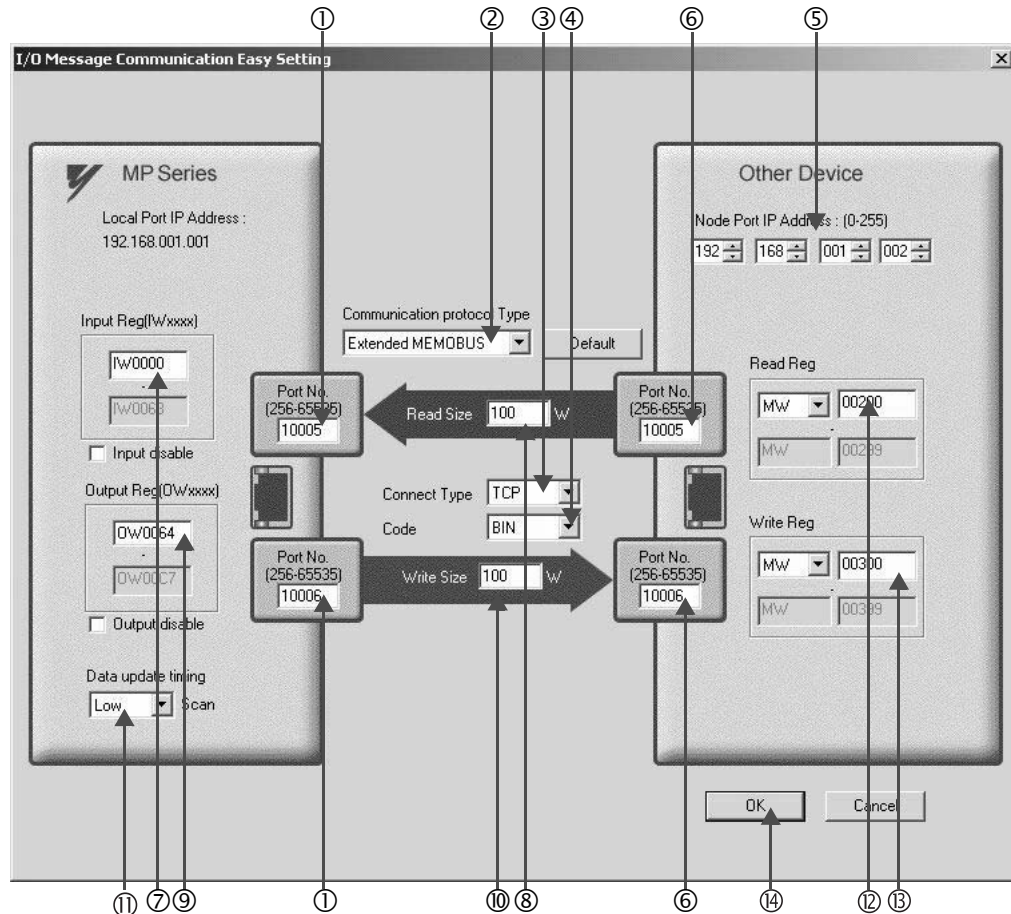 ① ② ③ ④ ⑥ ⑤
I/O Message Communication Easy Setting
MP Series
Local Port IP Address :
192.168.001.001
Input Reg(IWxxxx)
IW0000
-
IW0063
Input disable
Output Reg(OWxxxx)
OW0064
-
OW00C7
Output disable
Data update timing
Low Scan
Communication protocol Type
Extended MEMOBUS Default
Port No.
(256-65535)
10005
Read Size 100 W
Port No.
(256-65535)
10005
Connect Type TCP
Code BIN
Port No.
(256-65535)
10006
Write Size 100 W
Port No.
(256-65535)
10006
Other Device
Node Port IP Address : (0-255)
192 168 001 002
Read Reg
MW 00200
-
MW 00299
Write Reg
MW 00300
-
MW 00399
OK Cancel
⑪ ⑦ ⑨ ① ⑩ ⑧ ⑥ ⑭ ⑫ ⑬